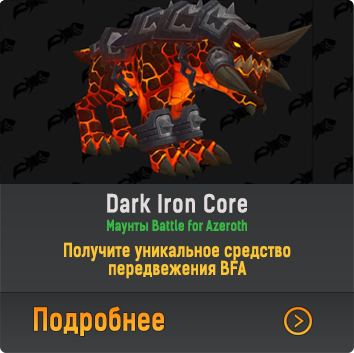 Dark Iron Core
Маунты Battle for Azeroth
Получите уникальное средство
передвежения BFA
Подробнее